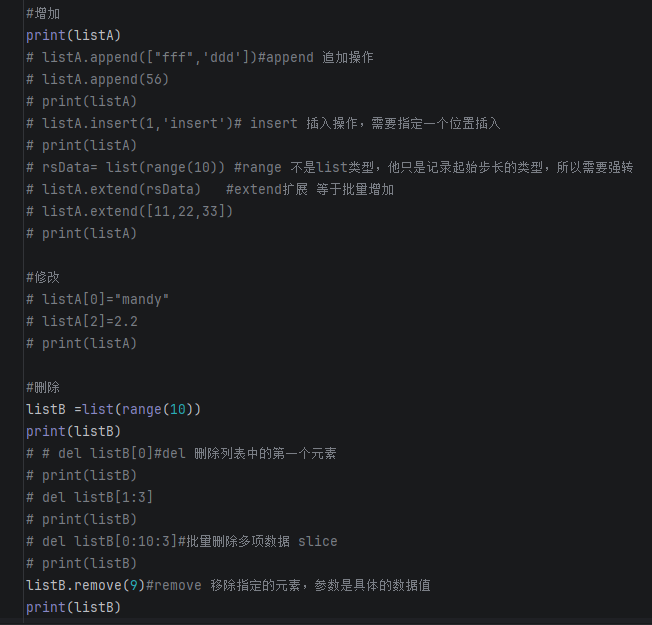 #增加
print(listA)
# listA.append(["fff",'ddd'])#append 追加操作
# listA.append(56)
# print(listA)
# listA.insert(1,'insert')# insert 插入操作，需要指定一个位置插入
# print(listA)
# rsData= list(range(10)) #range 不是list类型，他只是记录起始步长的类型，所以需要强转
# listA.extend(rsData)   #extend扩展 等于批量增加
# listA.extend([11,22,33])
# print(listA)
#修改
# listA[0]="mandy"
# listA[2]=2.2
# print(listA)
#删除
listB =list(range(10))
print(listB)
# # del listB[0]#del 删除列表中的第一个元素
# print(listB)
# del listB[1:3]
# print(listB)
# del listB[0:10:3]#批量删除多项数据 slice
# print(listB)
listB.remove(9)#remove 移除指定的元素，参数是具体的数据值
print(listB)